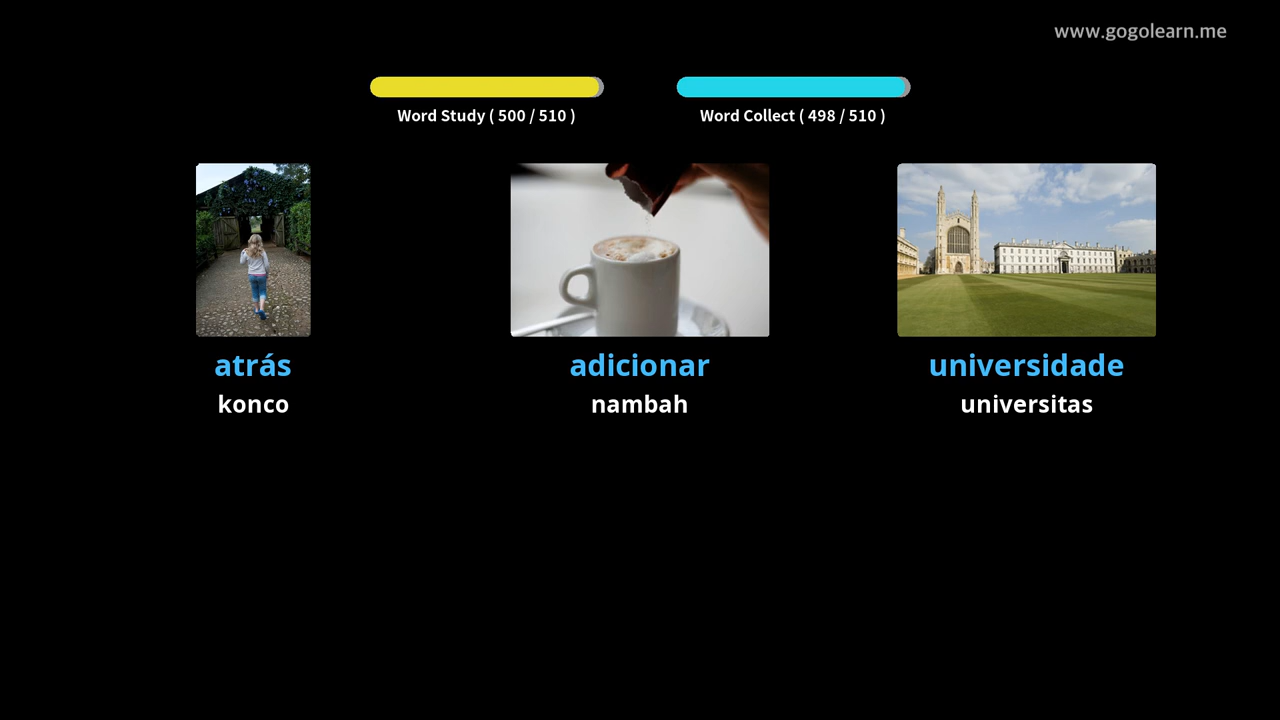 www.gogolearn.me
Word Study ( 500 / 510 )
Word Collect ( 498 / 510 )
atrás
konco
adicionar
nambah
universidade
universitas